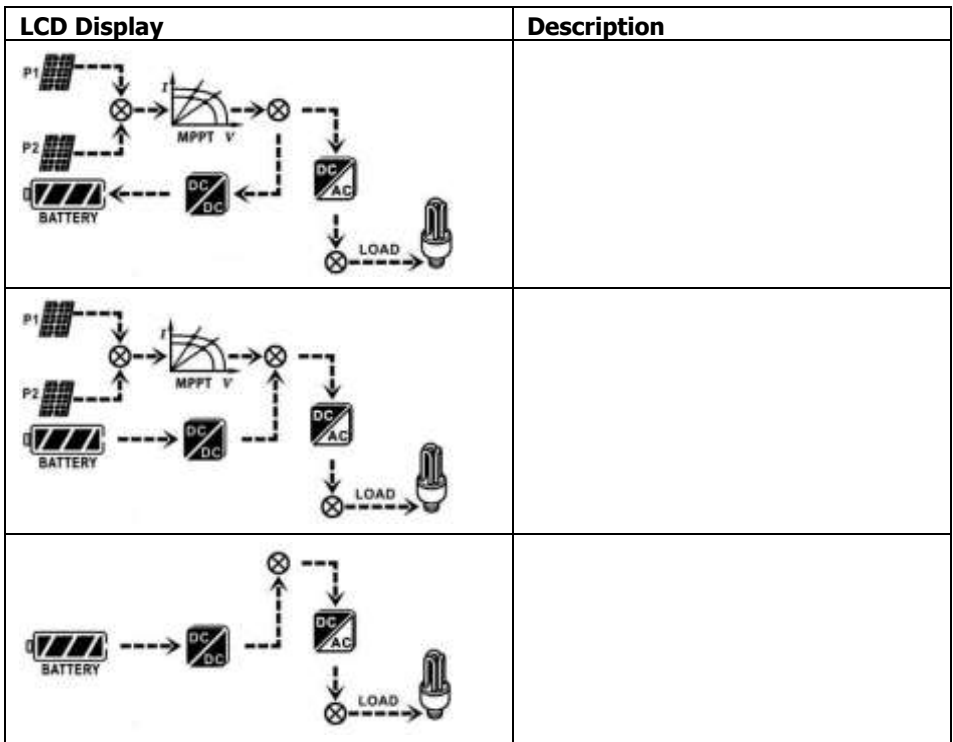 LCD Display Description
P1
I
MPPT V
P2
DC
AC
DC
DC
BATTERY
LOAD
P1
I
MPPT V
P2
DC
AC
DC
DC
BATTERY
LOAD
DC
AC
DC
DC
BATTERY
LOAD